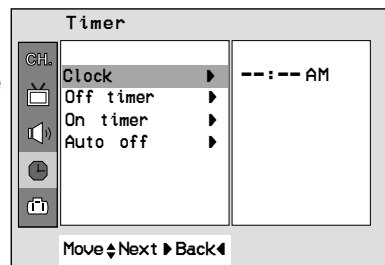 Timer
CH.
Clock
--:-- AM
Off timer
On timer
Auto off
Move Next Back